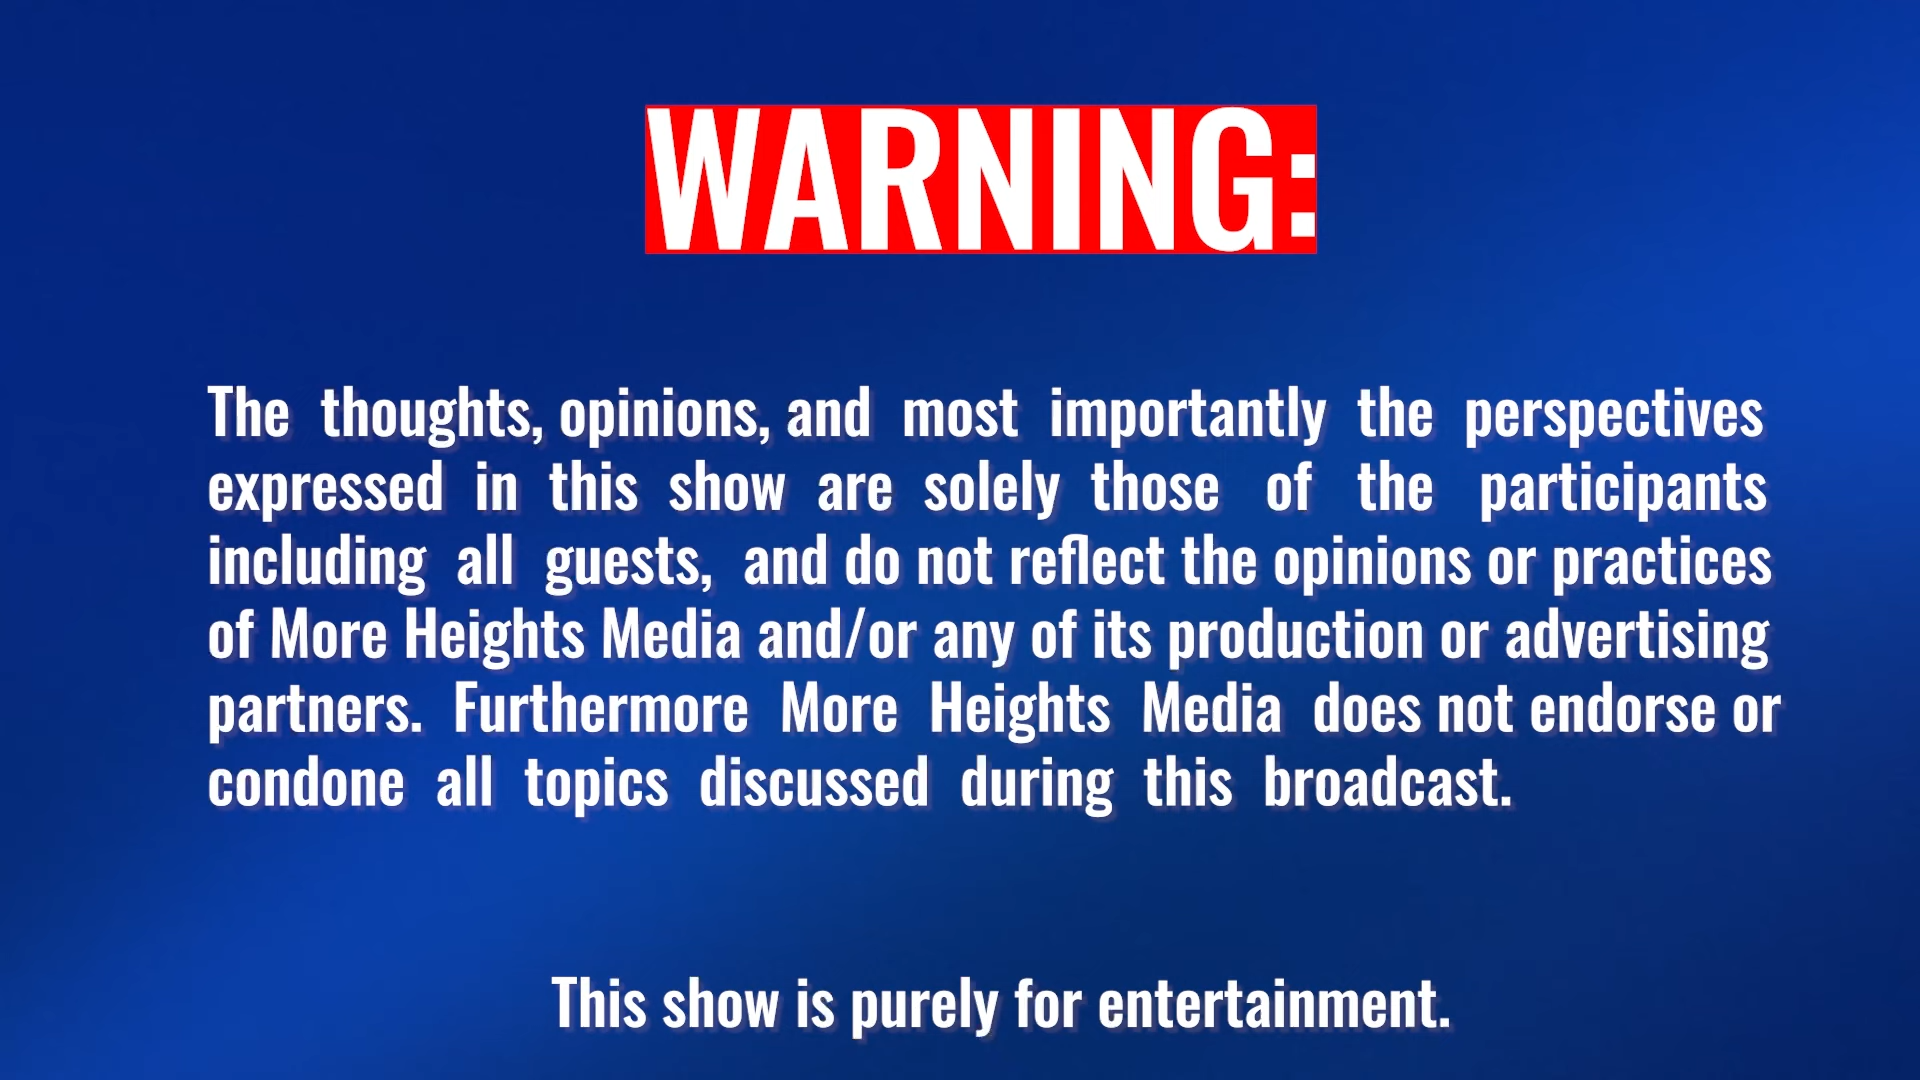 WARNING:
The thoughts, opinions, and most importantly the perspectives
expressed in this show are solely those of the participants
including all guests, and do not reflect the opinions or practices
of More Heights Media and/or any of its production or advertising
partners. Furthermore More Heights Media does not endorse or
condone all topics discussed during this broadcast.
This show is purely for entertainment.